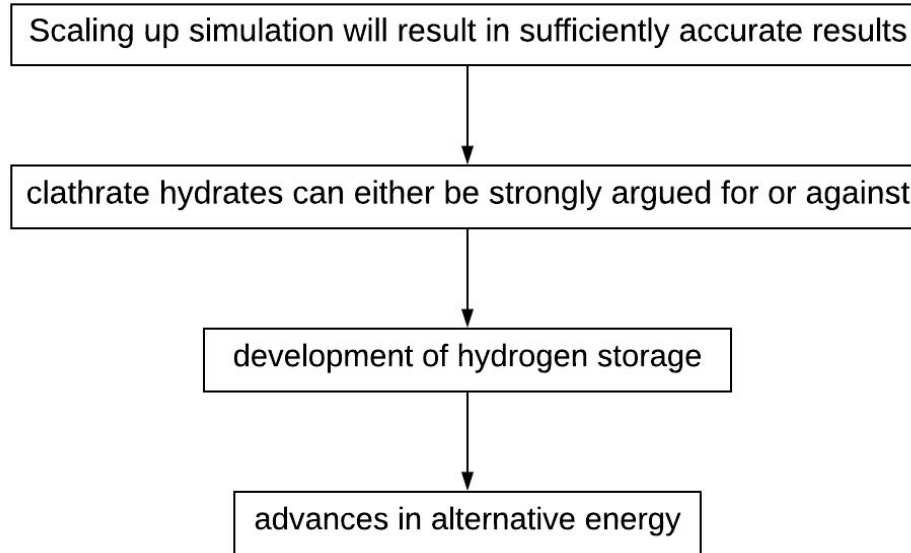 Scaling up simulation will result in sufficiently accurate results
clathrate hydrates can either be strongly argued for or against
development of hydrogen storage
advances in alternative energy